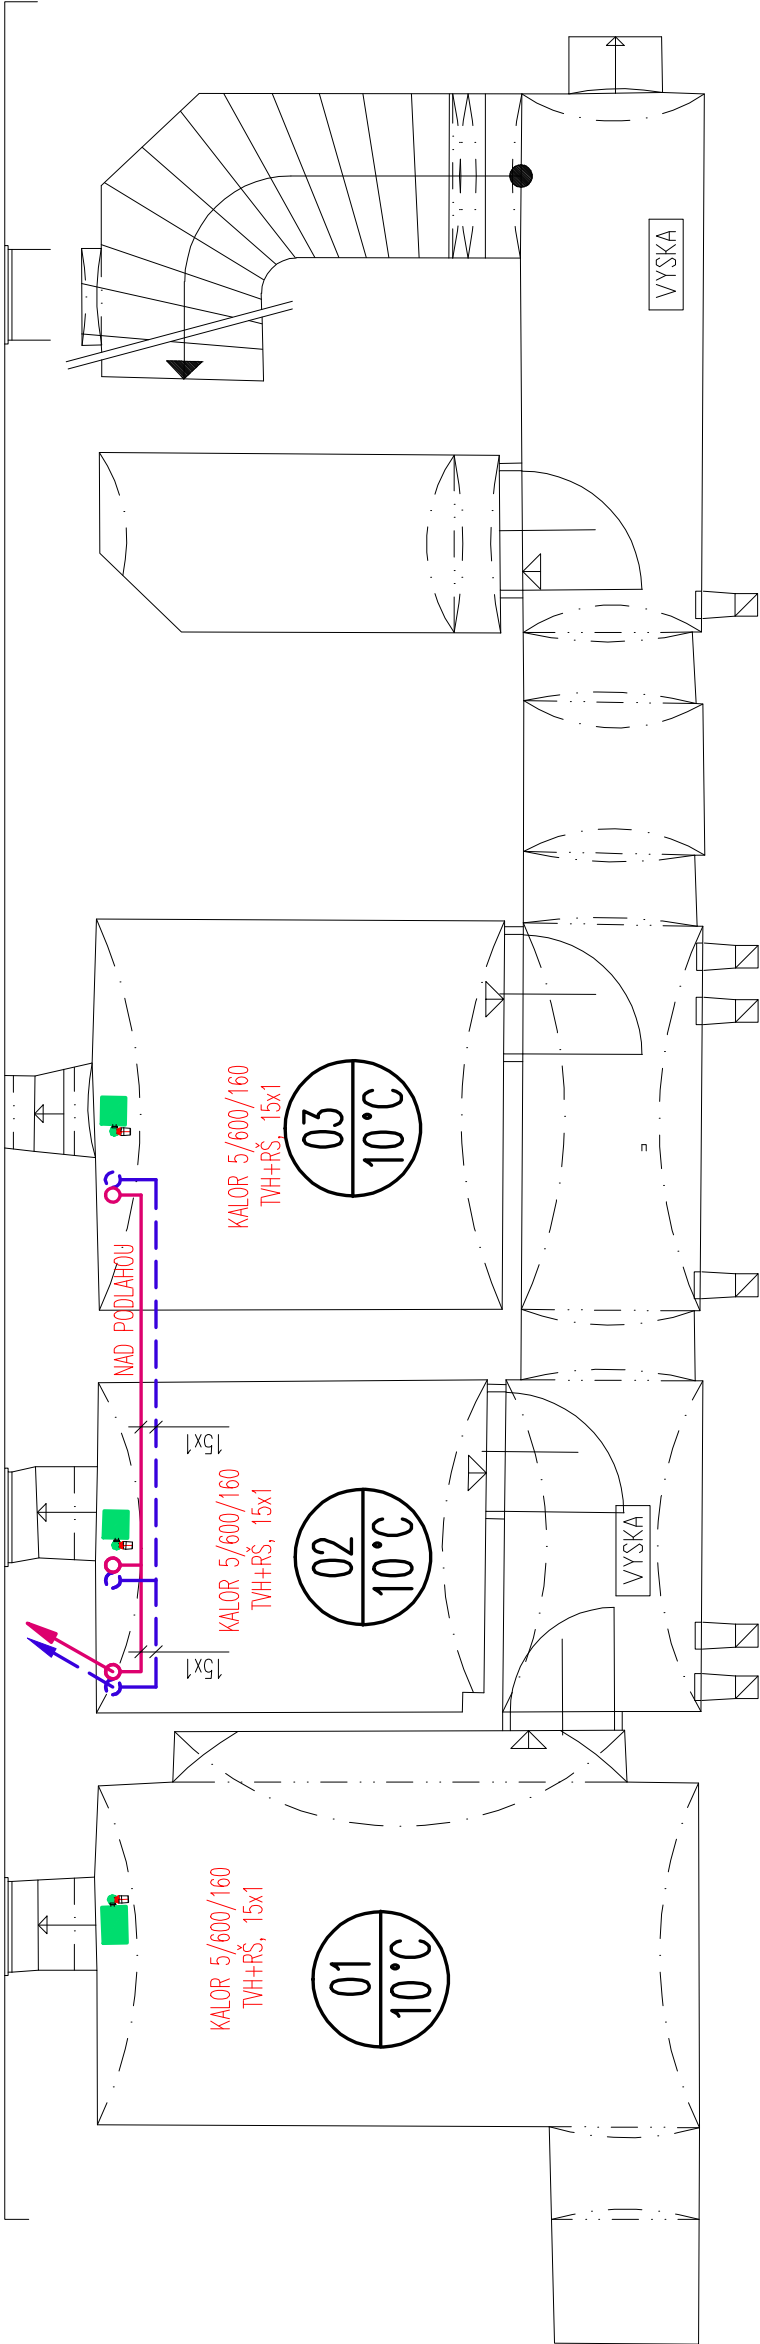 VYSKA
KALOR 5/600/160
TVH+RŠ, 15x1
03
10°C
NAD PODLAHOU
15x1
KALOR 5/600/160
TVH+RŠ, 15x1
02
10°C
VYSKA
15x1
KALOR 5/600/160
TVH+RŠ, 15x1
01
10°C